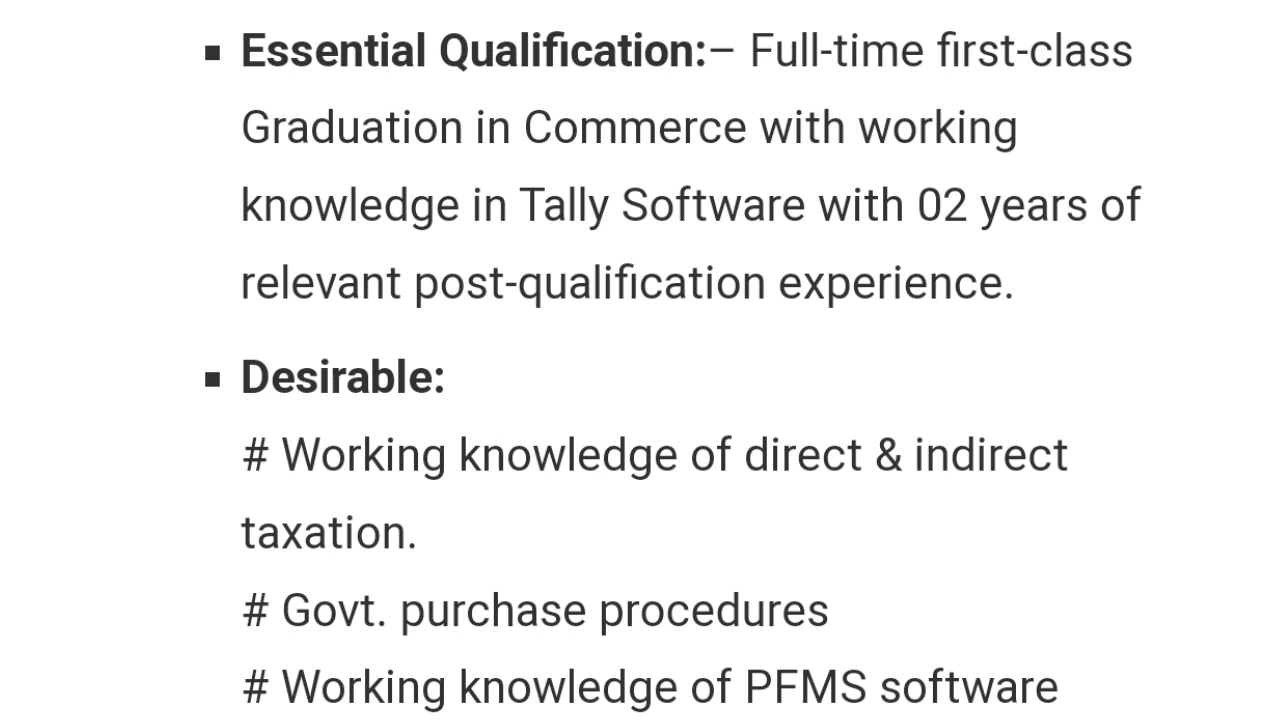 ▪ Essential Qualification:– Full-time first-class
Graduation in Commerce with working
knowledge in Tally Software with 02 years of
relevant post-qualification experience.
▪ Desirable:
# Working knowledge of direct & indirect
taxation.
# Govt. purchase procedures
# Working knowledge of PFMS software